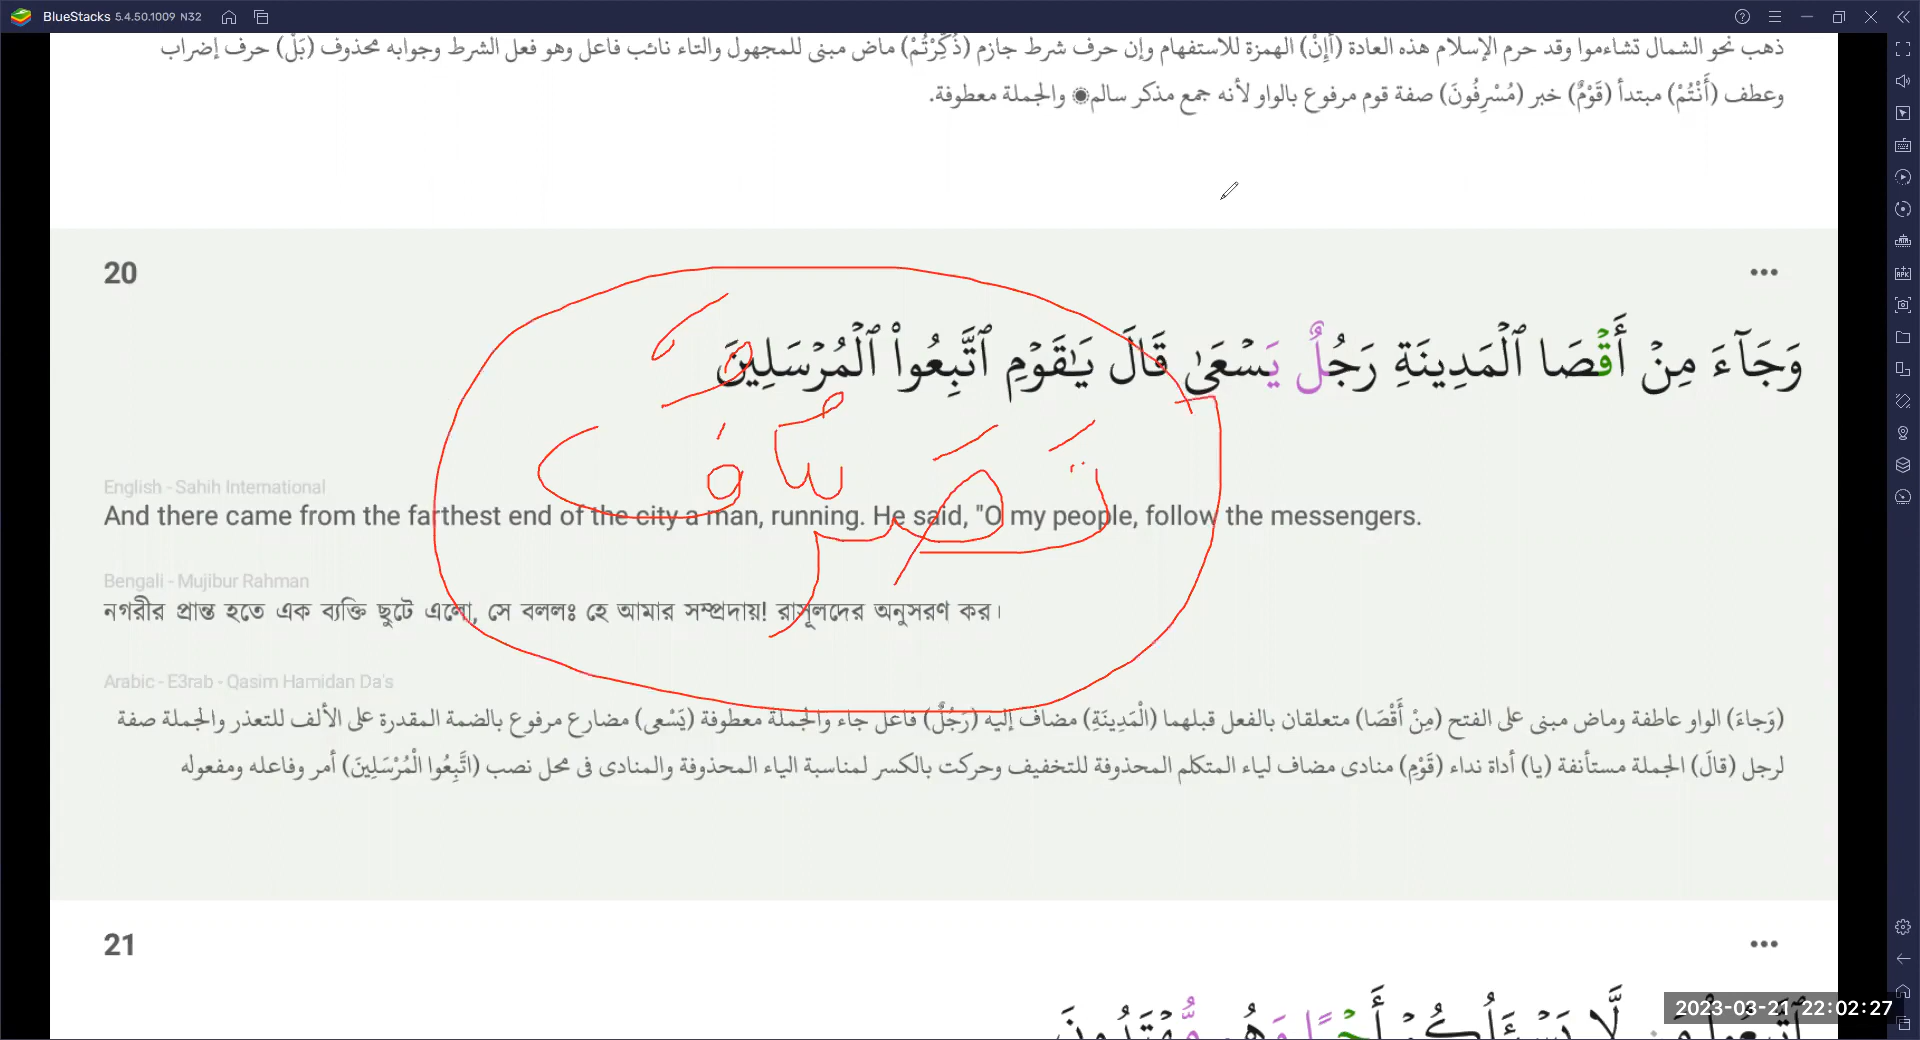 BlueStacks 5.4.50.1009 N32
ذهب نحو الشمال تشاءموا وقد حرم الإسلام هذه العادة (أَإِنْ) الهمزة للاستفهام وإن حرف شرط جازم (ذُكِّرْتُمْ) ماض مبنى للمجهول والتاء نائب فاعل وهو فعل الشرط وجوابه محذوف (بَلْ) حرف إضراب
وعطف (أَنْتُمْ) مبتدأ (قَوْمٌ) خبر (مُسْرِفُونَ) صفة قوم مرفوع بالواو لأنه جمع مذكر سالم◉ والجملة معطوفة.
20
وَجَآءَ مِنۡ أَقۡصَا ٱلۡمَدِينَةِ رَجُلٌ يَسۡعَىٰ قَالَ يَـٰقَوۡمِ ٱتَّبِعُواْ ٱلۡمُرۡسَلِينَ
English - Sahih International
And there came from the farthest end of the city a man, running. He said, "O my people, follow the messengers.
Bengali - Mujibur Rahman
নগরীর প্রান্ত হতে এক ব্যক্তি ছুটে এলো, সে বললঃ হে আমার সম্প্রদায়! রাসূলদের অনুসরণ কর।
Arabic - E3rab - Qasim Hamidan Da's
(وَجاءَ) الواو عاطفة وماض مبنى على الفتح (مِنْ أَقْصَا) متعلقان بالفعل قبلهما (الْمَدِينَةِ) مضاف إليه (رَجُلٌ) فاعل جاء والجملة معطوفة (يَسْعى) مضارع مرفوع بالضمة المقدرة على الألف للتعذر والجملة صفة
لرجل (قالَ) الجملة مستأنفة (يا) أداة نداء (قَوْمِ) منادى مضاف لياء المتكلم المحذوفة للتخفيف وحركت بالكسر لمناسبة الياء المحذوفة والمنادى فى محل نصب (اتَّبِعُوا الْمُرْسَلِينَ) أمر وفاعله ومفعوله
21
2023-03-21 22:02:27